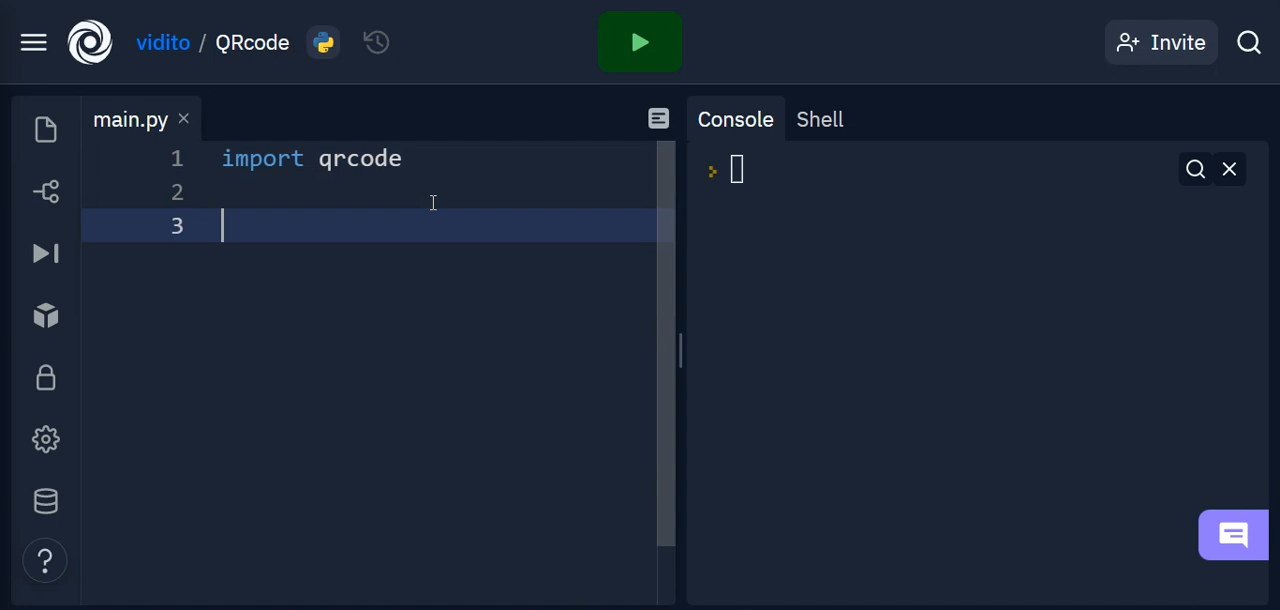 vidito / QRcode
Invite
main.py
Console
Shell
1 import qrcode
2
3
?